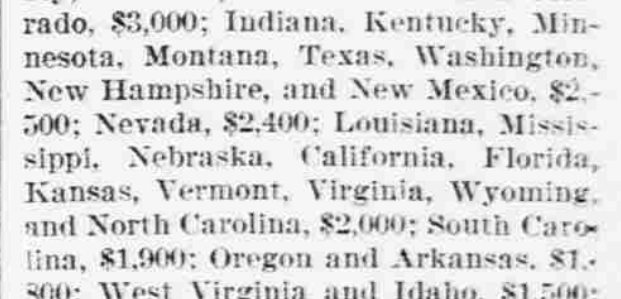 rado, $3,000; Indiana, Kentucky, Min-
nesota, Montana, Texas, Washington,
New Hampshire, and New Mexico, $2,-
500; Nevada, $2,400; Louisiana, Missis-
sippi, Nebraska, California, Florida,
Kansas, Vermont, Virginia, Wyoming,
and North Carolina, $2,000; South Caro-
lina, $1,900; Oregon and Arkansas, $1,-
800; West Virginia and Idaho, $1,500;